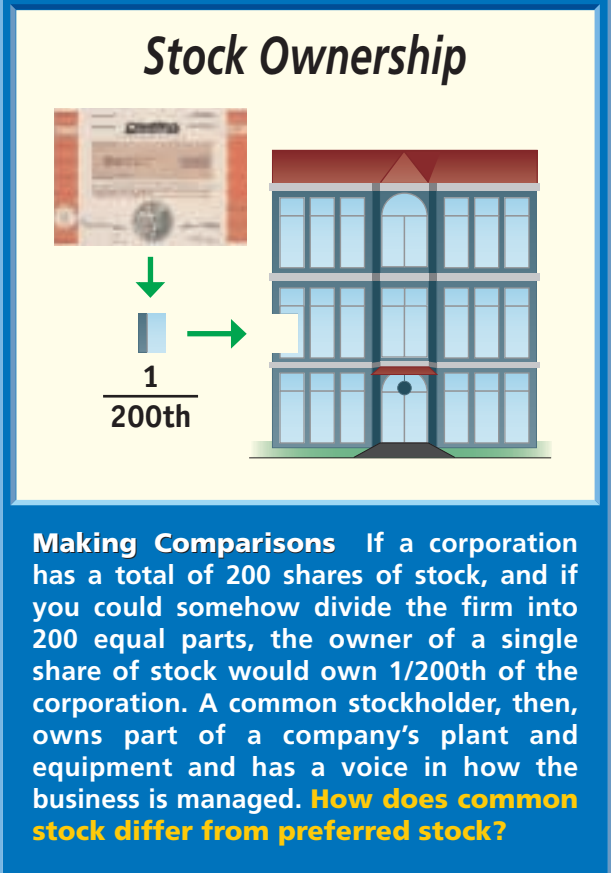 Stock Ownership
1
200th
Making Comparisons If a corporation
has a total of 200 shares of stock, and if
you could somehow divide the firm into
200 equal parts, the owner of a single
share of stock would own 1/200th of the
corporation. A common stockholder, then,
owns part of a company's plant and
equipment and has a voice in how the
business is managed. How does common
stock differ from preferred stock?